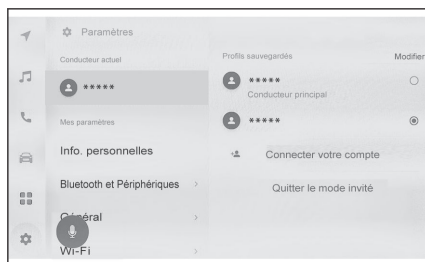 Paramètres
Conducteur actuel
*****
Mes paramètres
Info. personnelles
Bluetooth et Périphériques
Général
Wi-Fi
Profils sauvegardés
Modifier
*****
Conducteur principal
*****
Connecter votre compte
Quitter le mode invité